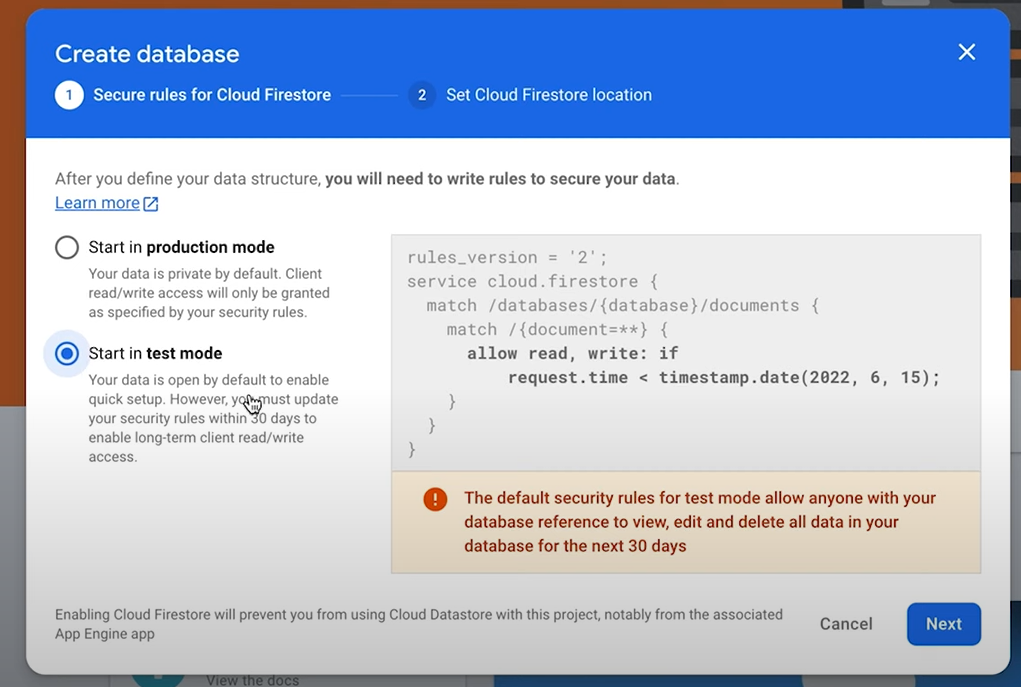 Create database
1 Secure rules for Cloud Firestore 2 Set Cloud Firestore location
After you define your data structure, you will need to write rules to secure your data.
Learn more
Start in production mode
Your data is private by default. Client
read/write access will only be granted
as specified by your security rules.
Start in test mode
Your data is open by default to enable
quick setup. However, you must update
your security rules within 30 days to
enable long-term client read/write
access.
rules_version = '2';
service cloud.firestore {
match /databases/{database}/documents {
match /{document=**} {
allow read, write: if
request.time < timestamp.date(2022, 6, 15);
}
}
}
The default security rules for test mode allow anyone with your
database reference to view, edit and delete all data in your
database for the next 30 days
Enabling Cloud Firestore will prevent you from using Cloud Datastore with this project, notably from the associated
App Engine app
Cancel
Next
View the docs